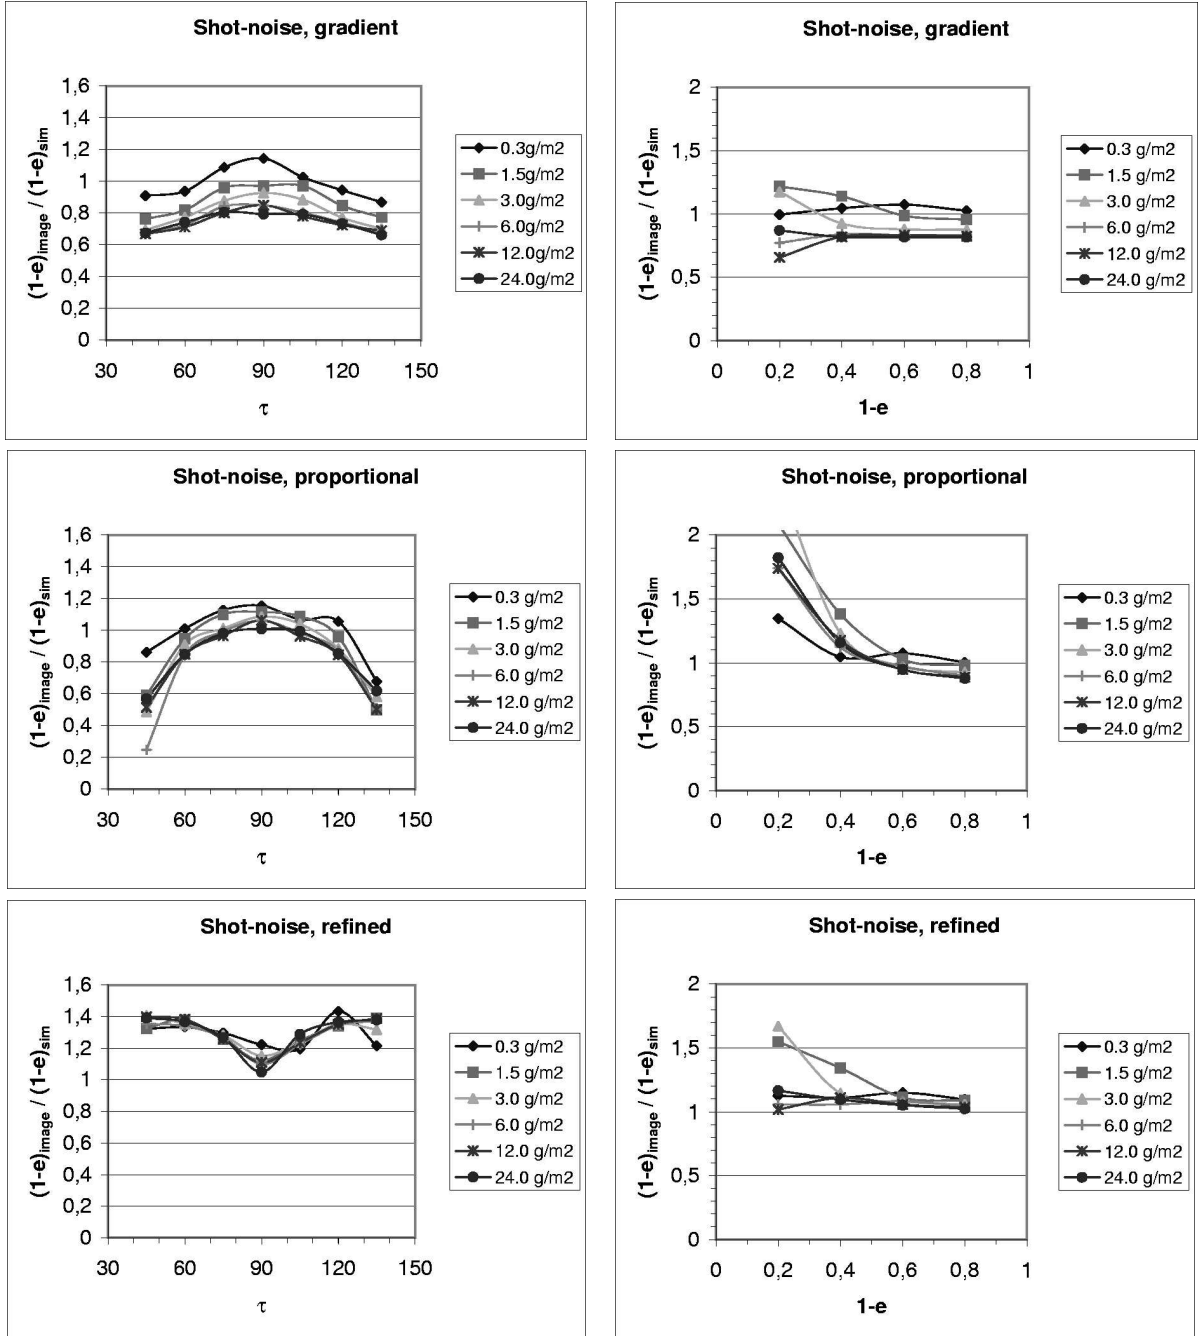 Shot-noise, gradient
(1-e)image / (1-e)sim
1,6
1,4
1,2
1
0,8
0,6
0,4
0,2
0
30 60 90 120 150
τ
0.3g/m2
1.5g/m2
3.0g/m2
6.0g/m2
12.0g/m2
24.0g/m2
Shot-noise, gradient
(1-e)image / (1-e)sim
2
1,5
1
0,5
0
0 0,2 0,4 0,6 0,8 1
1-e
0.3 g/m2
1.5 g/m2
3.0 g/m2
6.0 g/m2
12.0 g/m2
24.0 g/m2
Shot-noise, proportional
(1-e)image / (1-e)sim
1,6
1,4
1,2
1
0,8
0,6
0,4
0,2
0
30 60 90 120 150
τ
0.3 g/m2
1.5 g/m2
3.0 g/m2
6.0 g/m2
12.0 g/m2
24.0 g/m2
Shot-noise, proportional
(1-e)image / (1-e)sim
2
1,5
1
0,5
0
0 0,2 0,4 0,6 0,8 1
1-e
0.3 g/m2
1.5 g/m2
3.0 g/m2
6.0 g/m2
12.0 g/m2
24.0 g/m2
Shot-noise, refined
(1-e)image / (1-e)sim
1,6
1,4
1,2
1
0,8
0,6
0,4
0,2
0
30 60 90 120 150
τ
0.3 g/m2
1.5 g/m2
3.0 g/m2
6.0 g/m2
12.0 g/m2
24.0 g/m2
Shot-noise, refined
(1-e)image / (1-e)sim
2
1,5
1
0,5
0
0 0,2 0,4 0,6 0,8 1
1-e
0.3 g/m2
1.5 g/m2
3.0 g/m2
6.0 g/m2
12.0 g/m2
24.0 g/m2